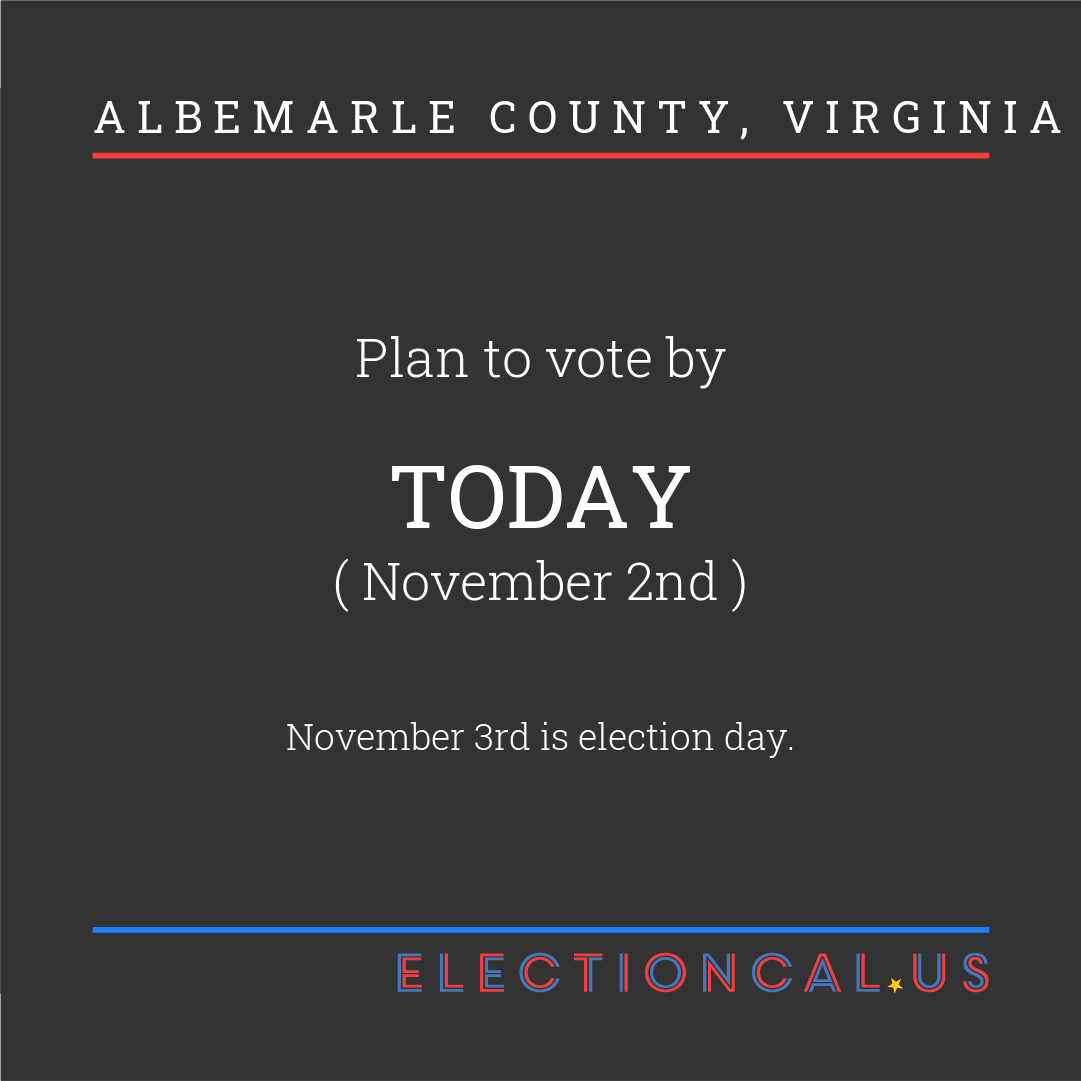 ALBEMARLE COUNTY, VIRGINIA
Plan to vote by
TODAY
( November 2nd )
November 3rd is election day.
ELECTIONCAL.US